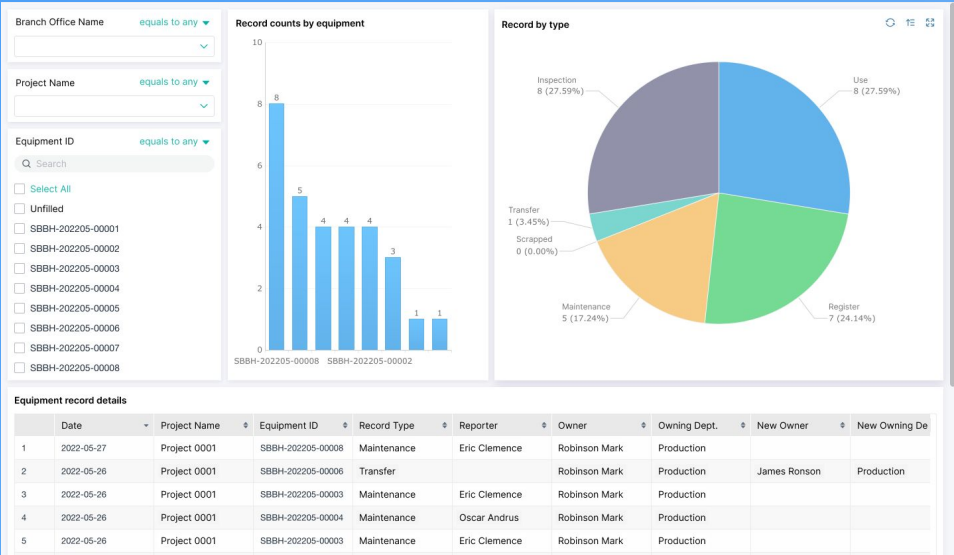 Branch Office Name equals to any
Project Name equals to any
Equipment ID equals to any
Search
Select All
Unfilled
SBBH-202205-00001
SBBH-202205-00002
SBBH-202205-00003
SBBH-202205-00004
SBBH-202205-00005
SBBH-202205-00006
SBBH-202205-00007
SBBH-202205-00008
Record counts by equipment
10
8
6
4
2
0
8
5
4
4
4
3
1
1
SBBH-202205-00008 SBBH-202205-00002
Record by type
Inspection
8 (27.59%)
Use
8 (27.59%)
Transfer
1 (3.45%)
Scrapped
0 (0.00%)
Maintenance
5 (17.24%)
Register
7 (24.14%)
Equipment record details
Date Project Name Equipment ID Record Type Reporter Owner Owning Dept. New Owner New Owning De
1 2022-05-27 Project 0001 SBBH-202205-00008 Maintenance Eric Clemence Robinson Mark Production
2 2022-05-26 Project 0001 SBBH-202205-00006 Transfer Robinson Mark Production James Ronson Production
3 2022-05-26 Project 0001 SBBH-202205-00003 Maintenance Eric Clemence Robinson Mark Production
4 2022-05-26 Project 0001 SBBH-202205-00004 Maintenance Oscar Andrus Robinson Mark Production
5 2022-05-26 Project 0001 SBBH-202205-00003 Maintenance Eric Clemence Robinson Mark Production